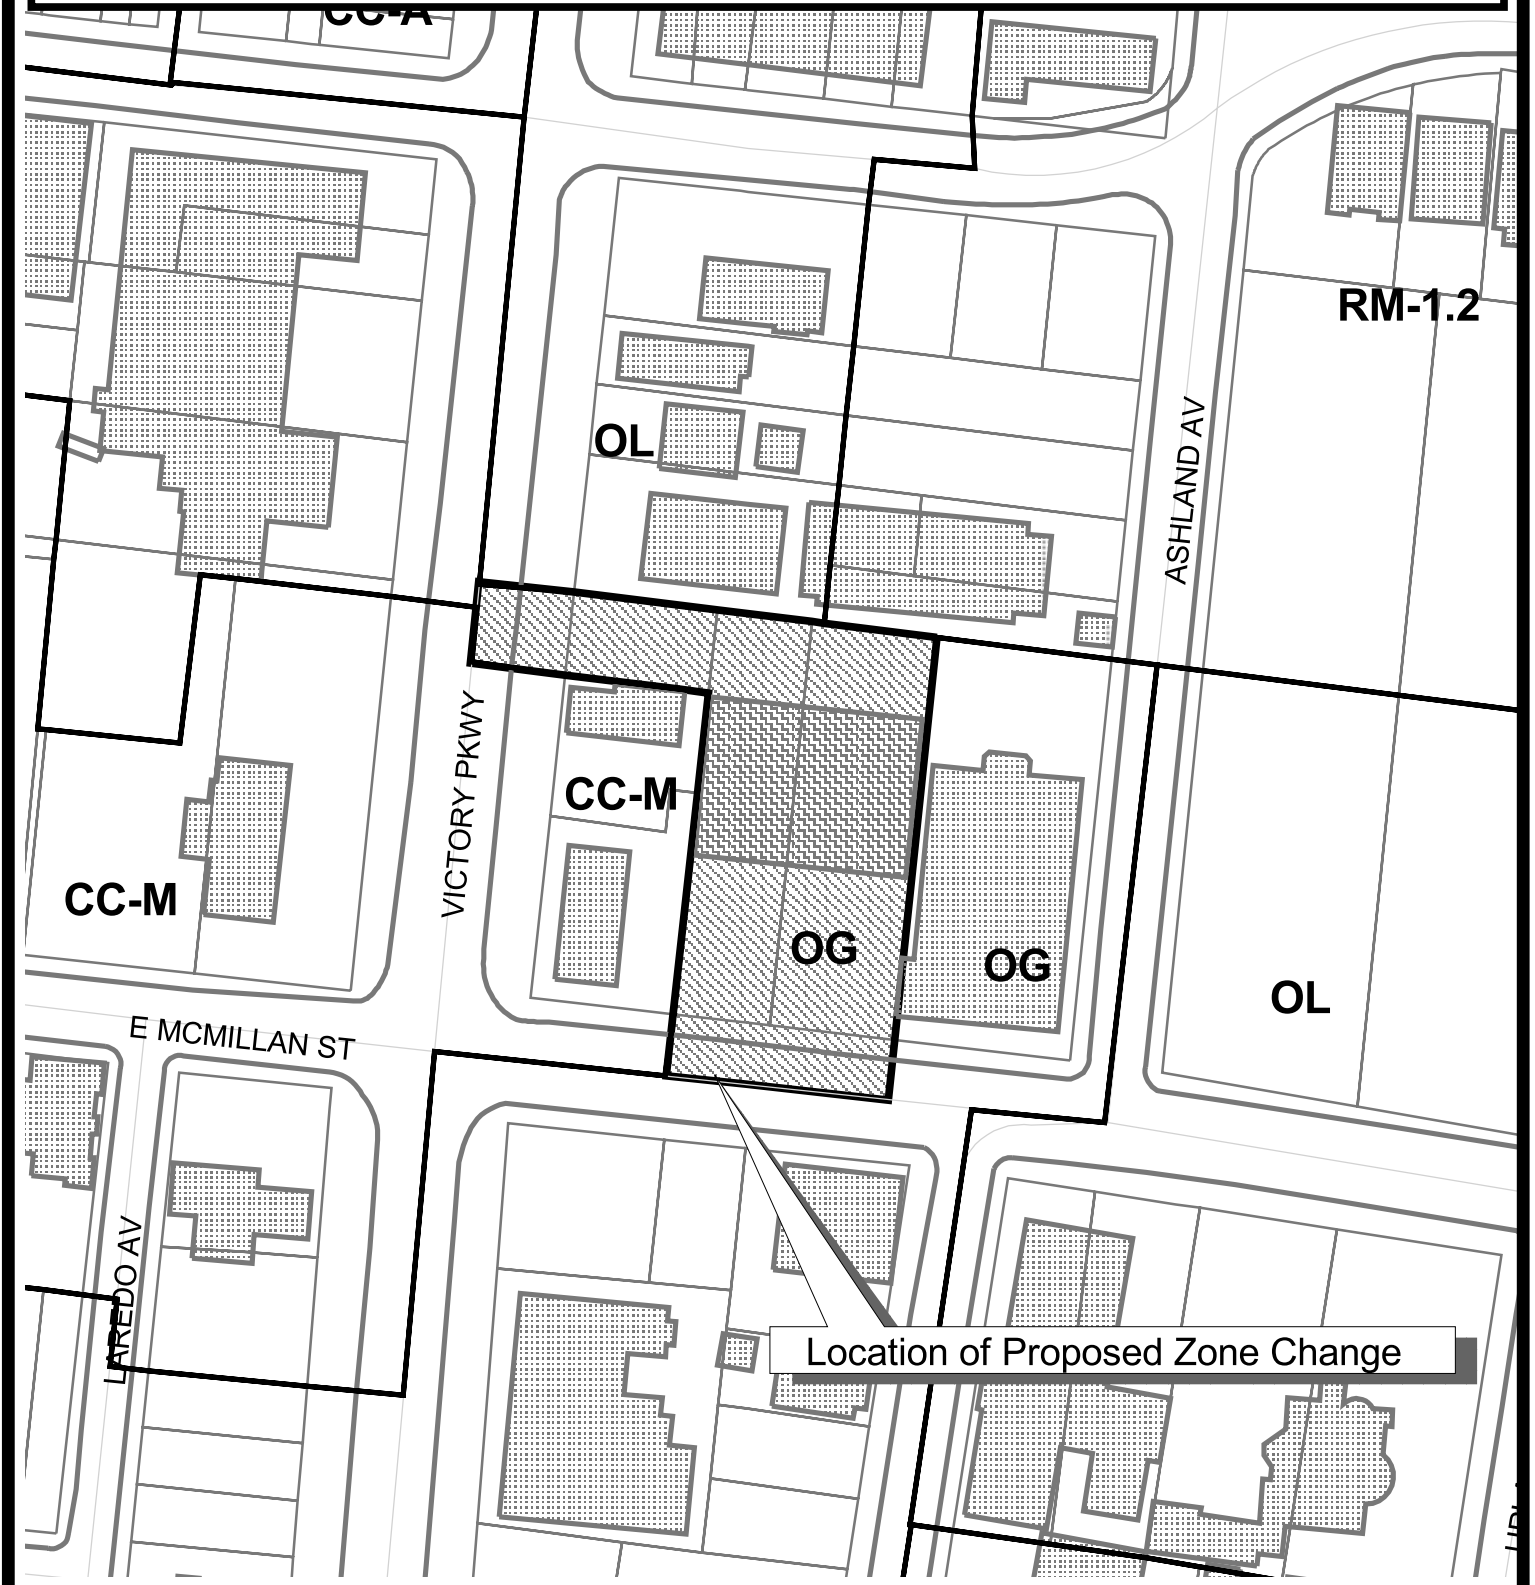 CC-A
RM-1.2
OL
ASHLAND AV
VICTORY PKWY
CC-M
CC-M
OG
OG
OL
E MCMILLAN ST
LAREDO AV
Location of Proposed Zone Change